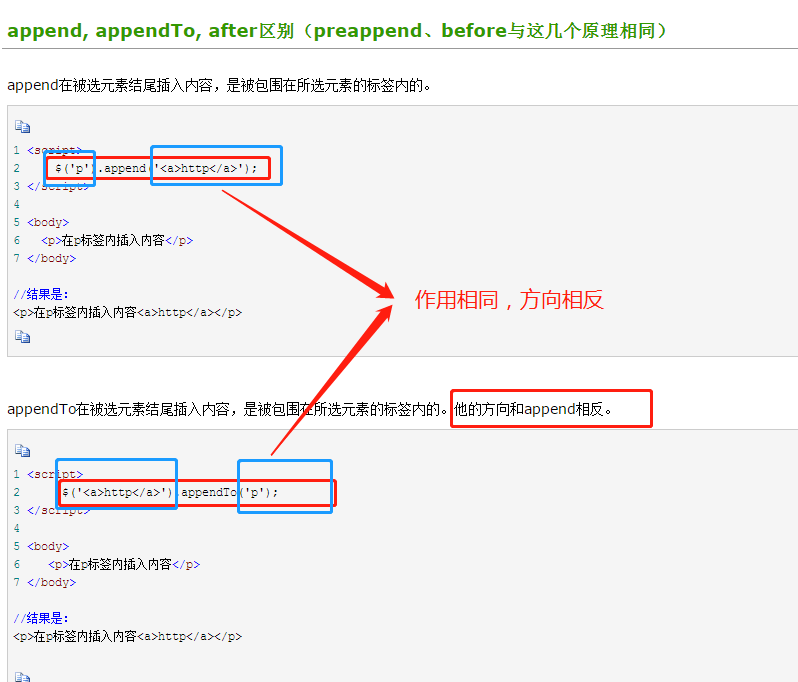 append, appendTo, after区别（preappend、before与这几个原理相同）
append在被选元素结尾插入内容，是被包围在所选元素的标签内的。
1 <script>
2 $('p').append('<a>http</a>');
3 </script>
4
5 <body>
6 <p>在p标签内插入内容</p>
7 </body>
//结果是：
<p>在p标签内插入内容<a>http</a></p>
作用相同，方向相反
appendTo在被选元素结尾插入内容，是被包围在所选元素的标签内的。他的方向和append相反。
1 <script>
2 $('<a>http</a>').appendTo('p');
3 </script>
4
5 <body>
6 <p>在p标签内插入内容</p>
7 </body>
//结果是：
<p>在p标签内插入内容<a>http</a></p>